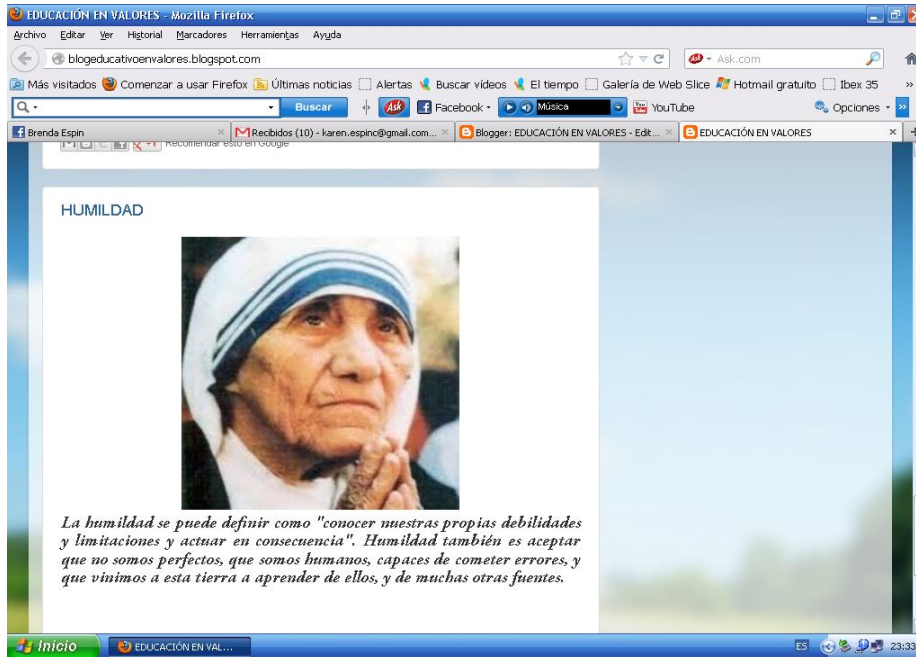 EDUCACIÓN EN VALORES - Mozilla Firefox
Archivo Editar Ver Historial Marcadores Herramientas Ayuda
blogeducativoenvalores.blogspot.com Ask - Ask.com
Más visitados Comenzar a usar Firefox Últimas noticias Alertas Buscar vídeos El tiempo Galería de Web Slice Hotmail gratuito Ibex 35 »
Buscar Ask Facebook Música YouTube Opciones »
Brenda Espin × Recibidos (10) - karen.espinc@gmail.com... × Blogger: EDUCACIÓN EN VALORES - Edit... × EDUCACIÓN EN VALORES × +
+1 Recomendar esto en Google
HUMILDAD
La humildad se puede definir como "conocer nuestras propias debilidades
y limitaciones y actuar en consecuencia". Humildad también es aceptar
que no somos perfectos, que somos humanos, capaces de cometer errores, y
que vinimos a esta tierra a aprender de ellos, y de muchas otras fuentes.
Inicio EDUCACIÓN EN VAL... ES 23:33